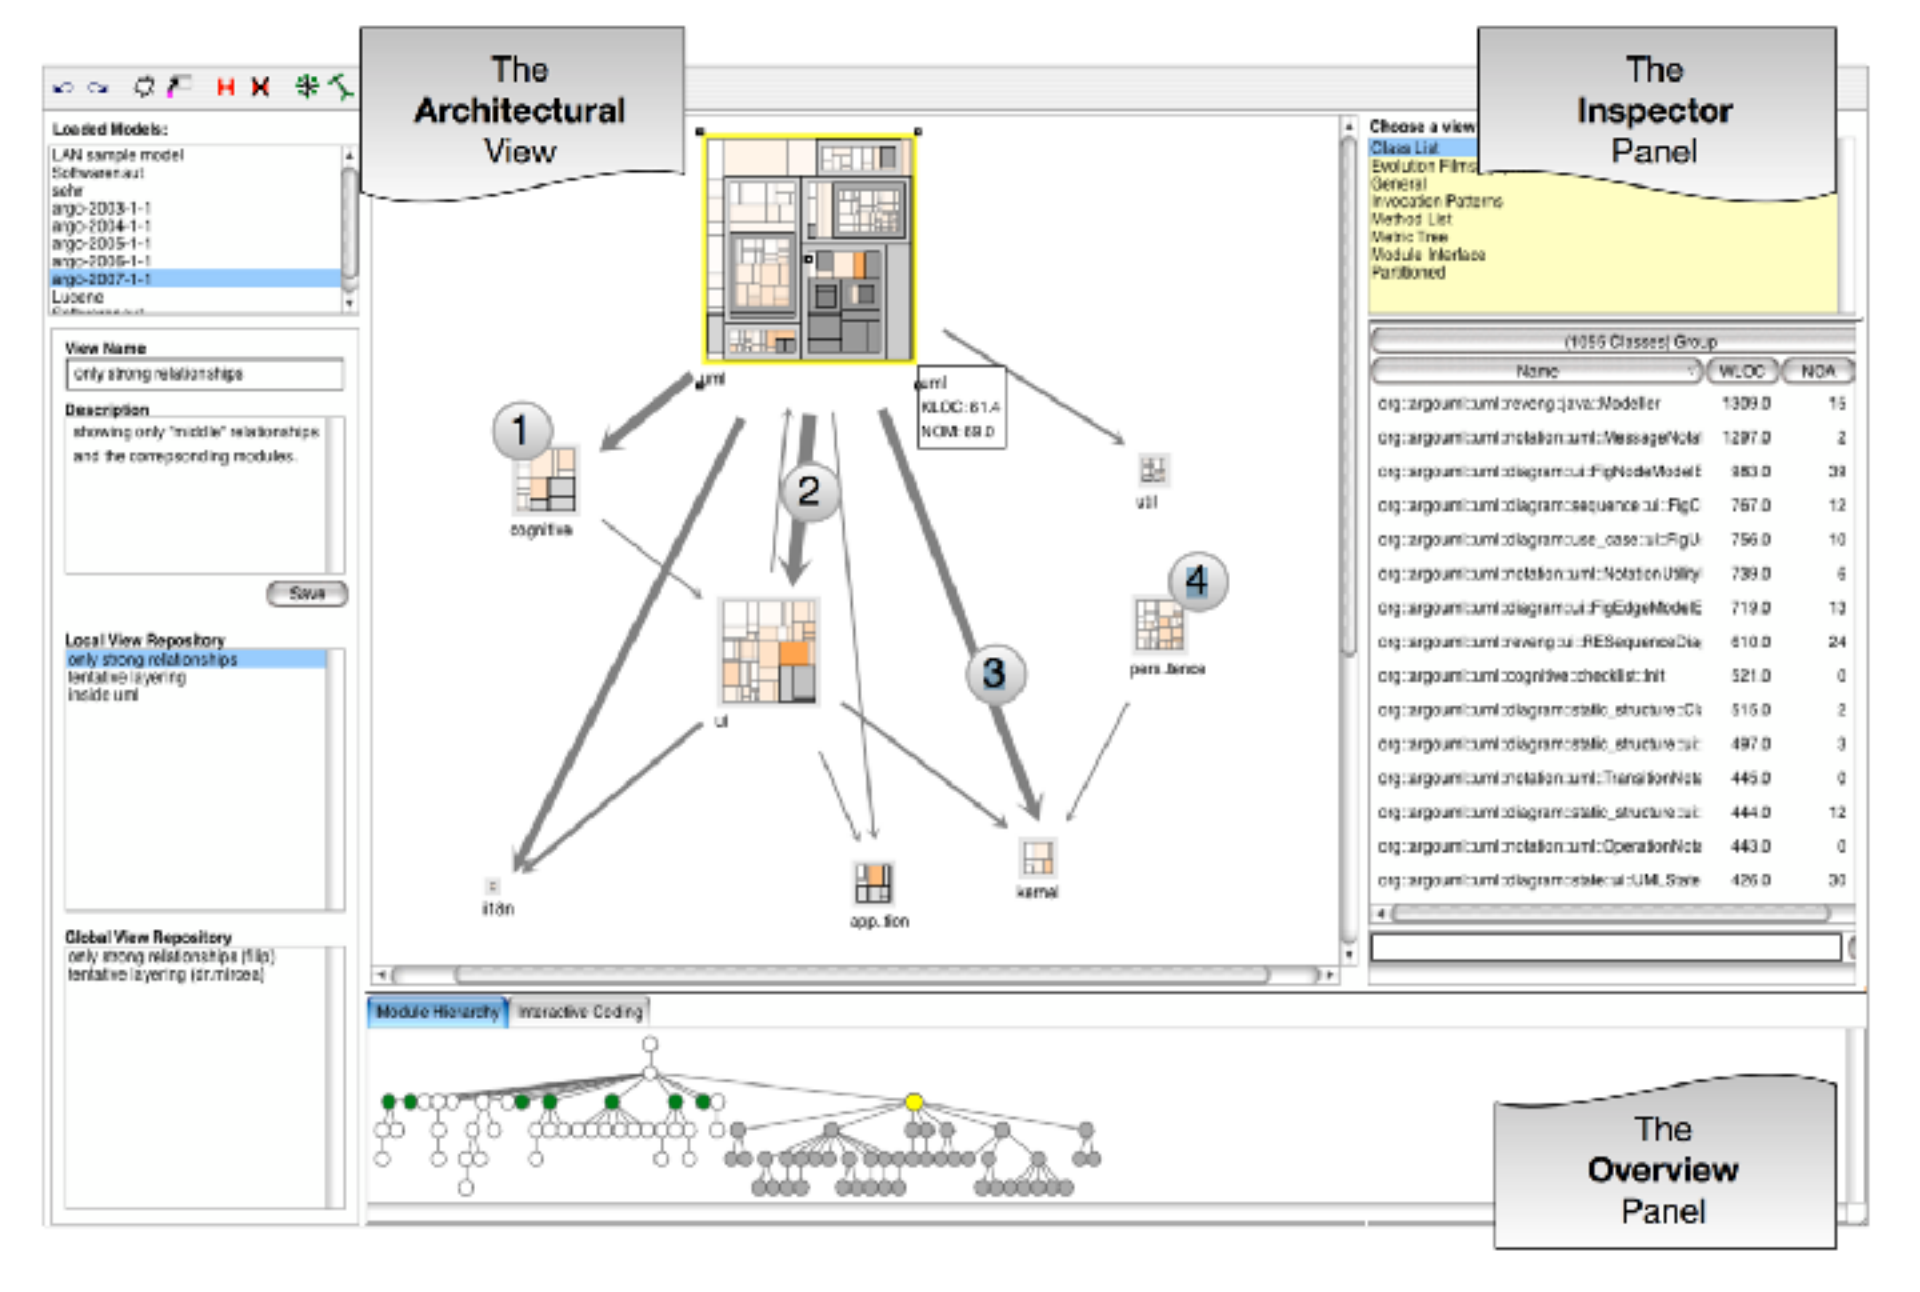 The
Architectural
View
The
Inspector
Panel
Loaded Models:
LAN sample model
Softwarenaut
argo-2003-1-1
argo-2004-1-1
argo-2005-1-1
argo-2006-1-1
argo-2007-1-1
Lucene
View Name
only strong relationships
Description
showing only "middle" relationships
and the correpsonding modules.
Save
Local View Repository
only strong relationships
tentative layering
inside uml
Global View Repository
only strong relationships (filip)
tentative layering (dr.mircea)
uml
uml
KLOC: 61.4
NOM: 69.0
1
cognitive
2
util
4
pers..tence
3
ui
i18n
app..tion
kernel
Choose a view
Class List
Evolution Films
General
Invocation Patterns
Method List
Metric Tree
Module Interface
Partitioned
(1056 Classes) Group
Name WLOC NOA
org::argouml::uml::reveng::java::Modeller 1309.0 15
org::argouml::uml::notation::uml::MessageNotat 1297.0 2
org::argouml::uml::diagram::ui::FigNodeModelE 983.0 39
org::argouml::uml::diagram::sequence::ui::FigC 767.0 12
org::argouml::uml::diagram::use_case::ui::FigU 756.0 10
org::argouml::uml::notation::uml::NotationUtility 739.0 6
org::argouml::uml::diagram::ui::FigEdgeModelE 719.0 13
org::argouml::uml::reveng::ui::RESequenceDia 610.0 24
org::argouml::uml::cognitive::checklist::Init 521.0 0
org::argouml::uml::diagram::static_structure::Cl 515.0 2
org::argouml::uml::diagram::static_structure::ui: 497.0 3
org::argouml::uml::notation::uml::TransitionNota 445.0 0
org::argouml::uml::diagram::static_structure::ui: 444.0 12
org::argouml::uml::notation::uml::OperationNota 443.0 0
org::argouml::uml::diagram::state::ui::UMLState 426.0 30
Module Hierarchy Interactive Coding
The
Overview
Panel